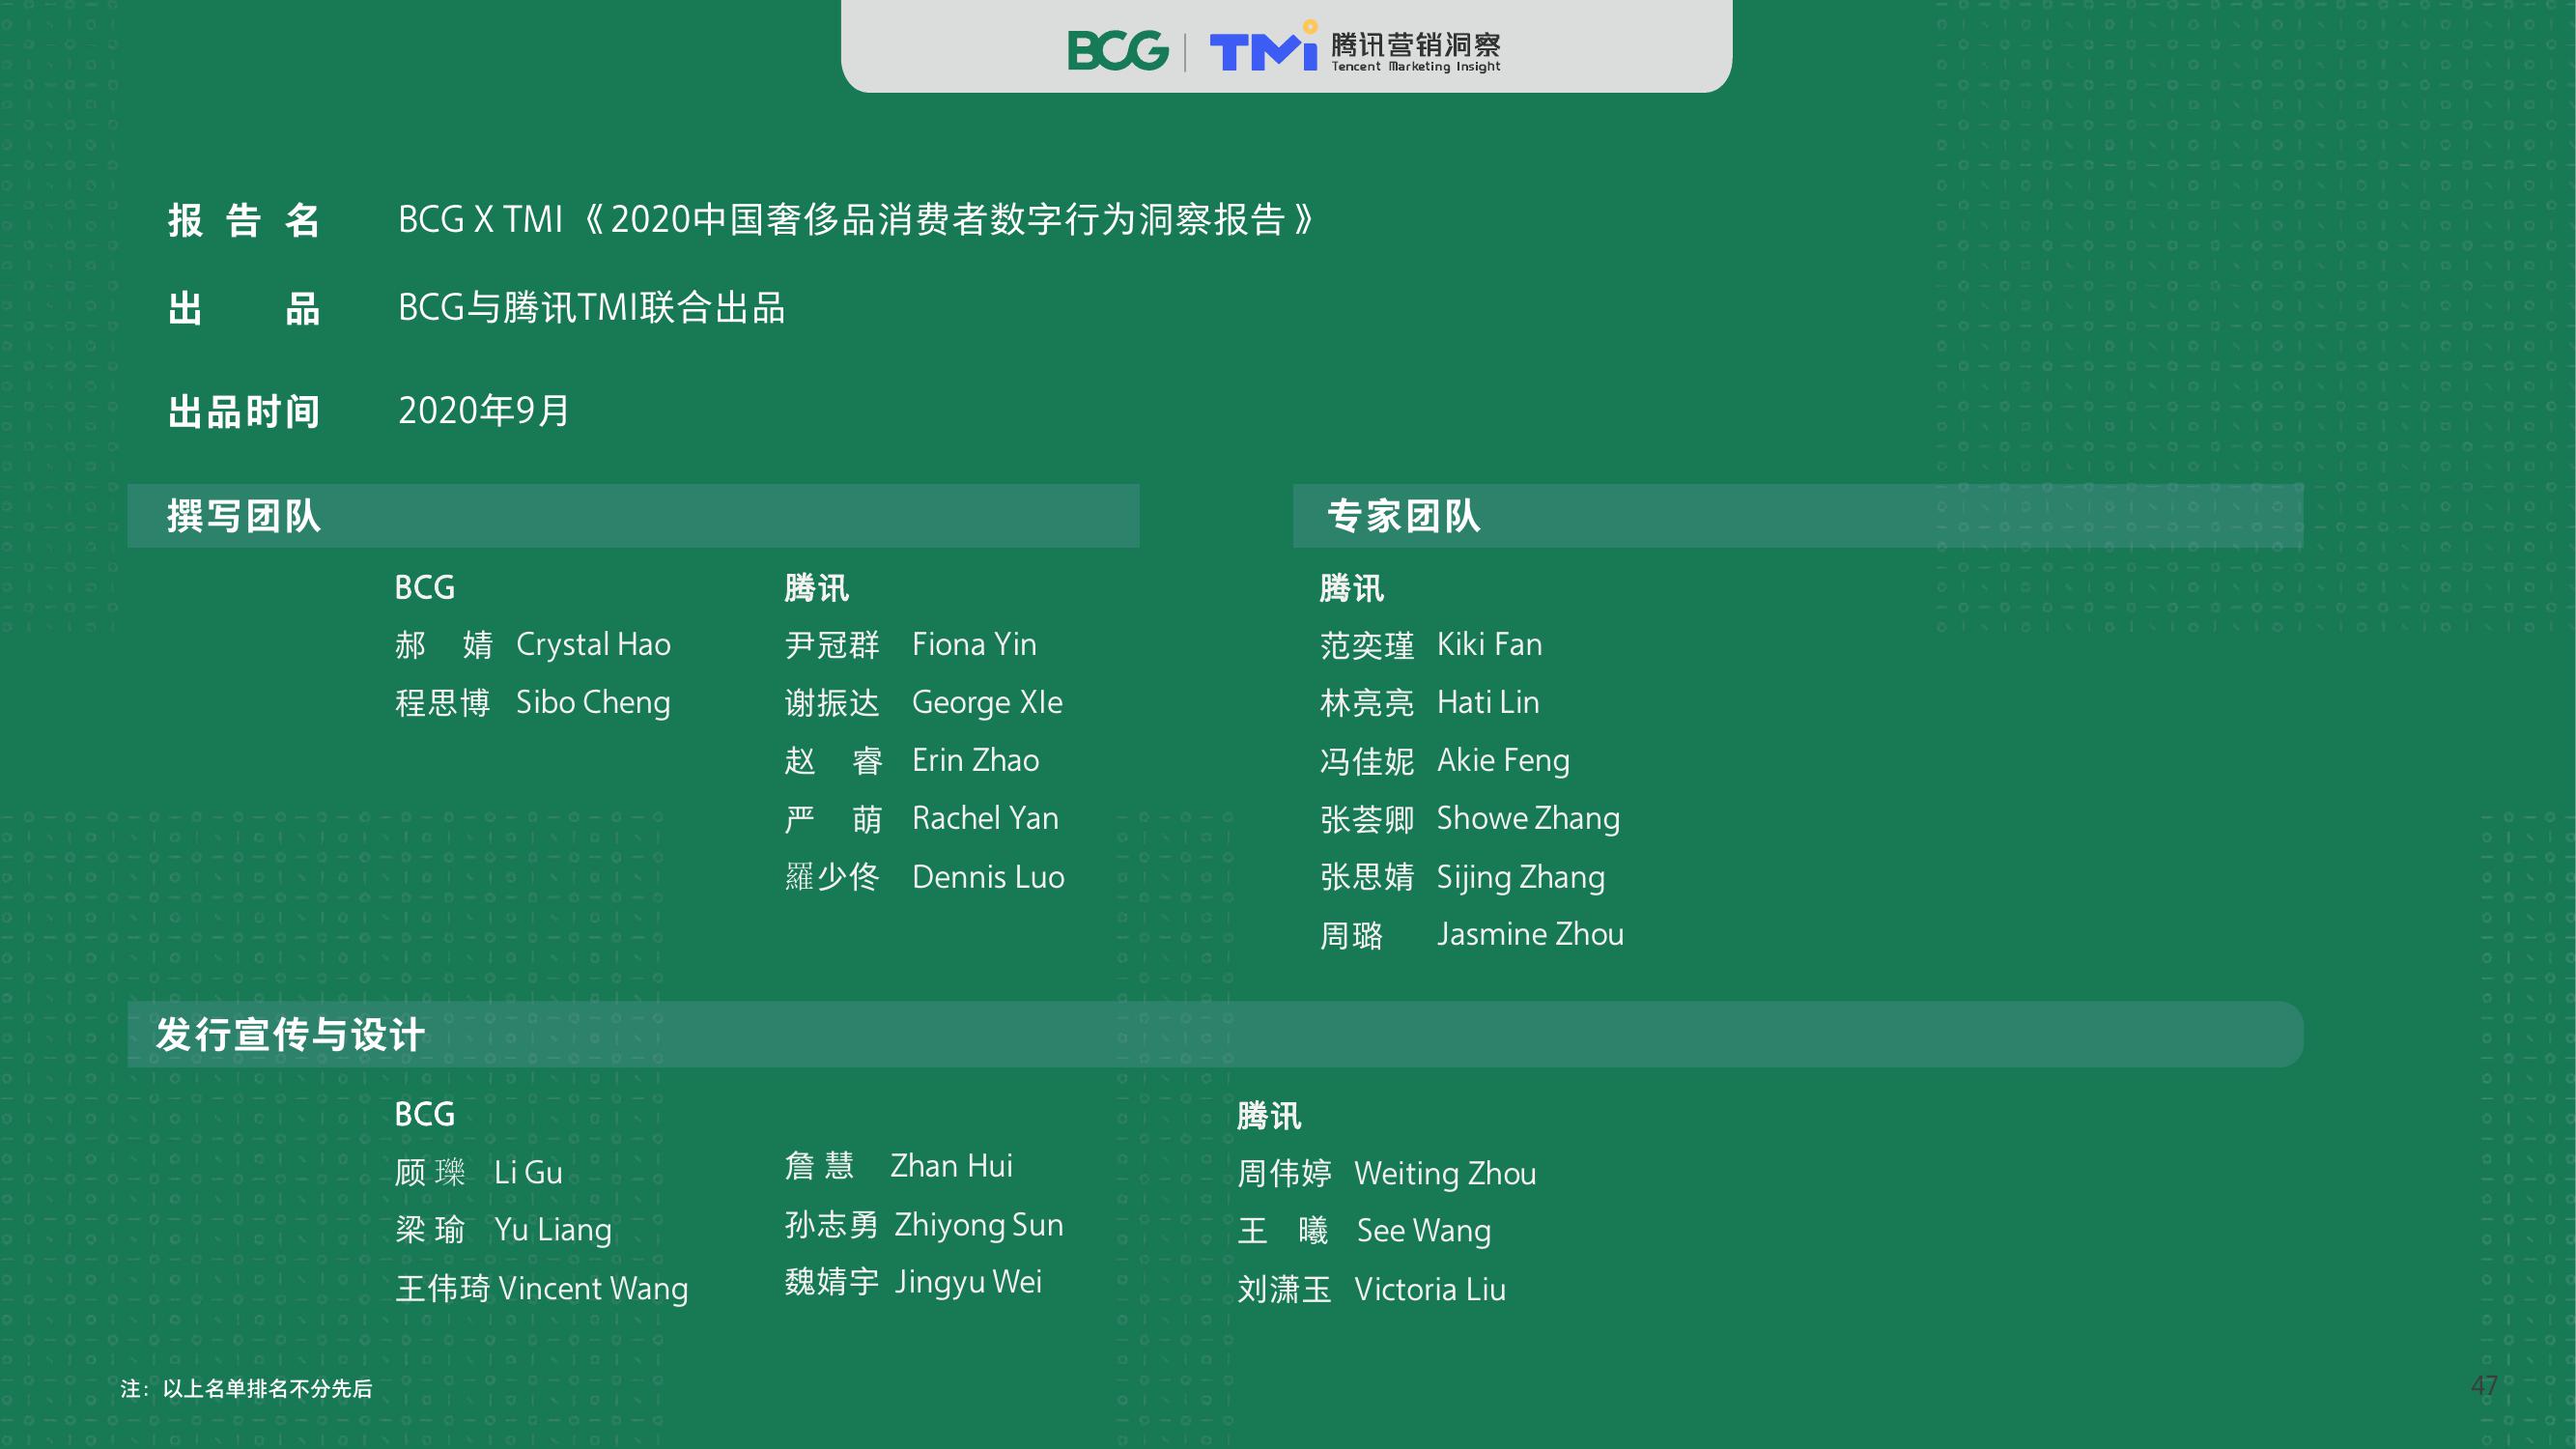 BCG TMi 腾讯营销洞察
Tencent Marketing Insight
报告名 BCG X TMI《2020中国奢侈品消费者数字行为洞察报告》
出品 BCG与腾讯TMI联合出品
出品时间 2020年9月
撰写团队
BCG
郝婧 Crystal Hao
程思博 Sibo Cheng
腾讯
尹冠群 Fiona Yin
谢振达 George XIe
赵睿 Erin Zhao
严萌 Rachel Yan
羅少佟 Dennis Luo
专家团队
腾讯
范奕瑾 Kiki Fan
林亮亮 Hati Lin
冯佳妮 Akie Feng
张荟卿 Showe Zhang
张思婧 Sijing Zhang
周璐 Jasmine Zhou
发行宣传与设计
BCG
顾瓅 Li Gu
梁瑜 Yu Liang
王伟琦 Vincent Wang
詹慧 Zhan Hui
孙志勇 Zhiyong Sun
魏婧宇 Jingyu Wei
腾讯
周伟婷 Weiting Zhou
王曦 See Wang
刘潇玉 Victoria Liu
注：以上名单排名不分先后
47